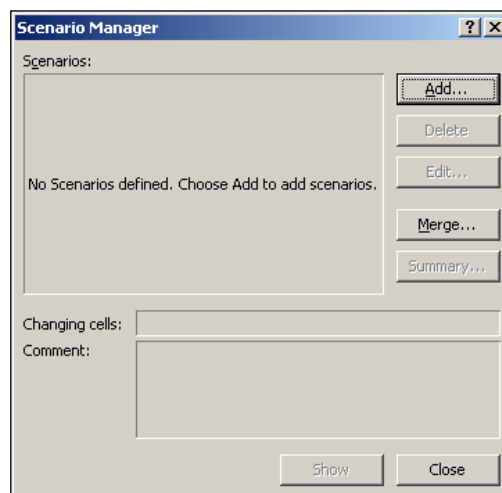 Scenario Manager
Scenarios:
Add...
Delete
Edit...
No Scenarios defined. Choose Add to add scenarios.
Merge...
Summary...
Changing cells:
Comment:
Show
Close